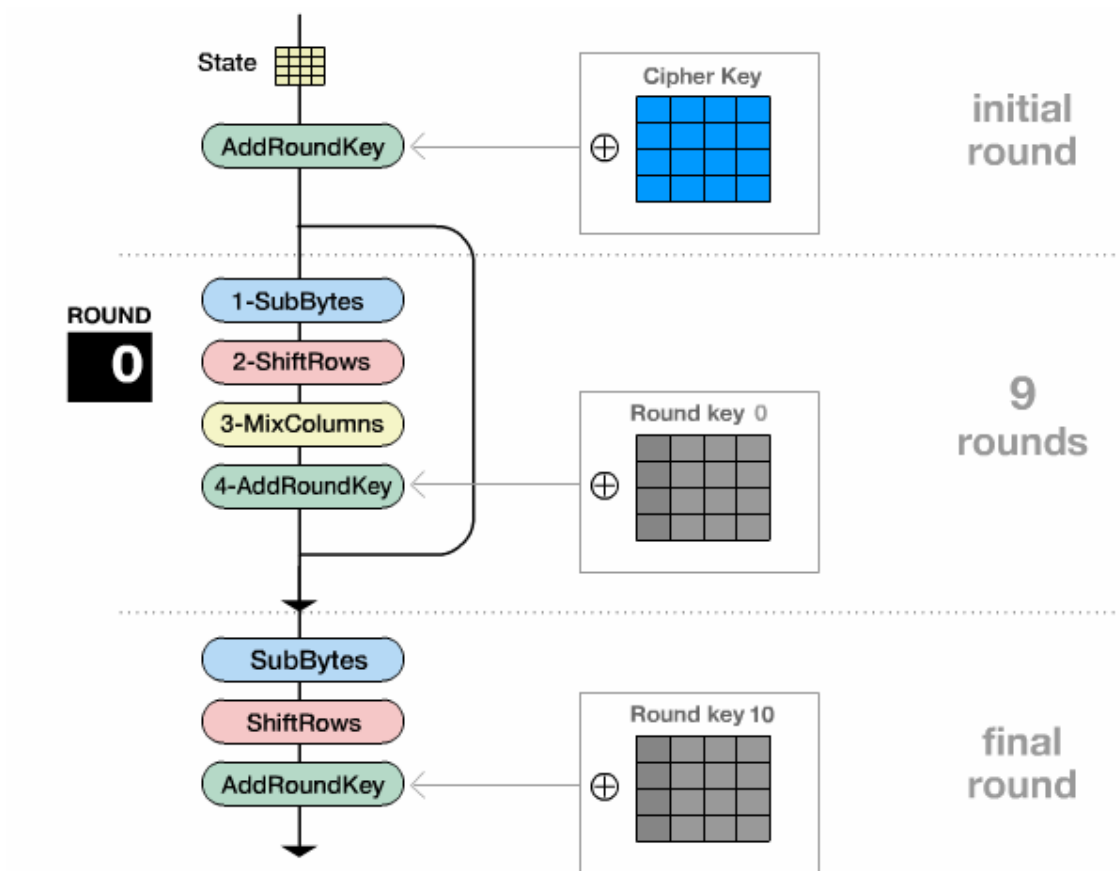 State
Cipher Key
initial
round
AddRoundKey
1-SubBytes
ROUND
0
2-ShiftRows
3-MixColumns
4-AddRoundKey
Round key 0
9
rounds
SubBytes
ShiftRows
AddRoundKey
Round key 10
final
round